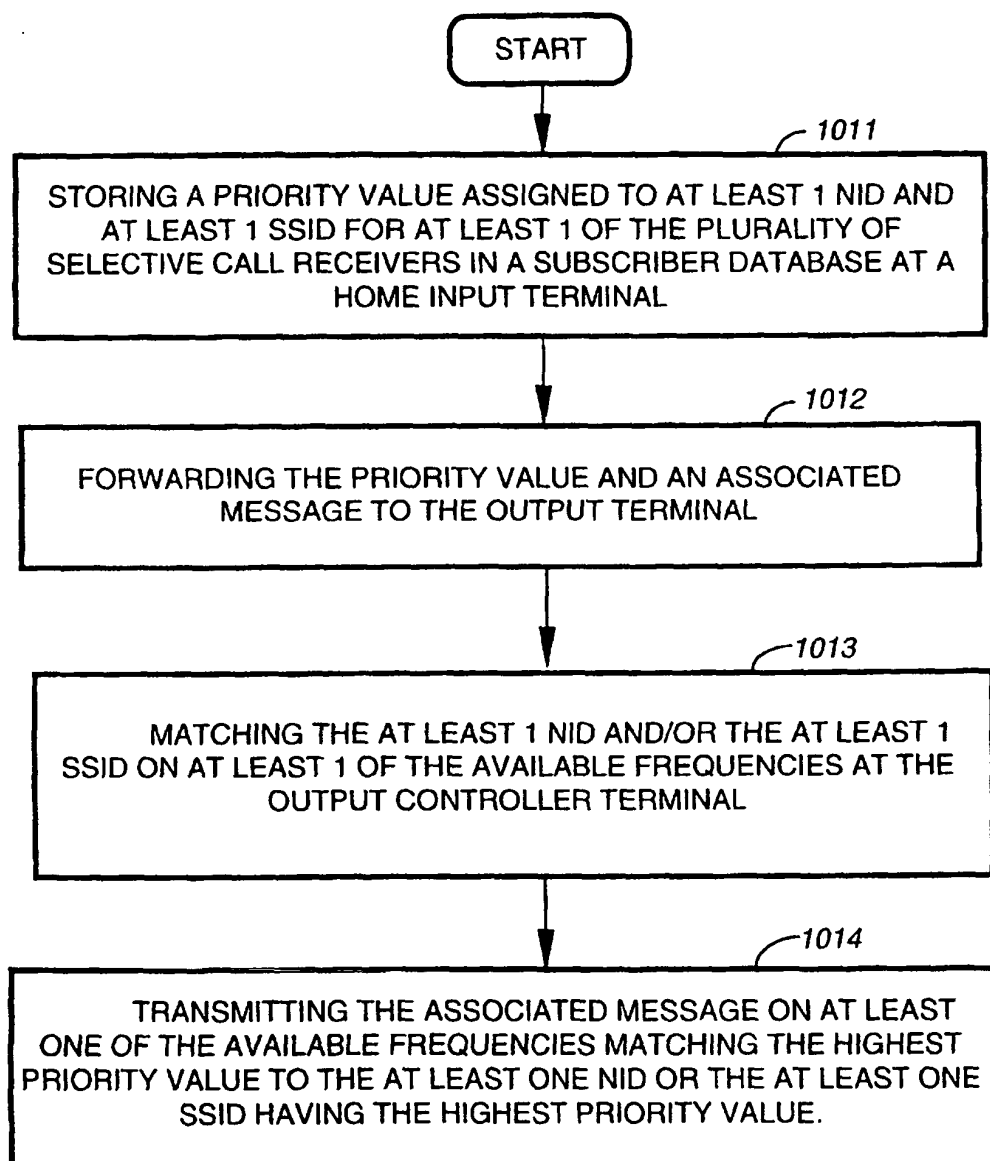 START
1011
STORING A PRIORITY VALUE ASSIGNED TO AT LEAST 1 NID AND
AT LEAST 1 SSID FOR AT LEAST 1 OF THE PLURALITY OF
SELECTIVE CALL RECEIVERS IN A SUBSCRIBER DATABASE AT A
HOME INPUT TERMINAL
1012
FORWARDING THE PRIORITY VALUE AND AN ASSOCIATED
MESSAGE TO THE OUTPUT TERMINAL
1013
MATCHING THE AT LEAST 1 NID AND/OR THE AT LEAST 1
SSID ON AT LEAST 1 OF THE AVAILABLE FREQUENCIES AT THE
OUTPUT CONTROLLER TERMINAL
1014
TRANSMITTING THE ASSOCIATED MESSAGE ON AT LEAST
ONE OF THE AVAILABLE FREQUENCIES MATCHING THE HIGHEST
PRIORITY VALUE TO THE AT LEAST ONE NID OR THE AT LEAST ONE
SSID HAVING THE HIGHEST PRIORITY VALUE.